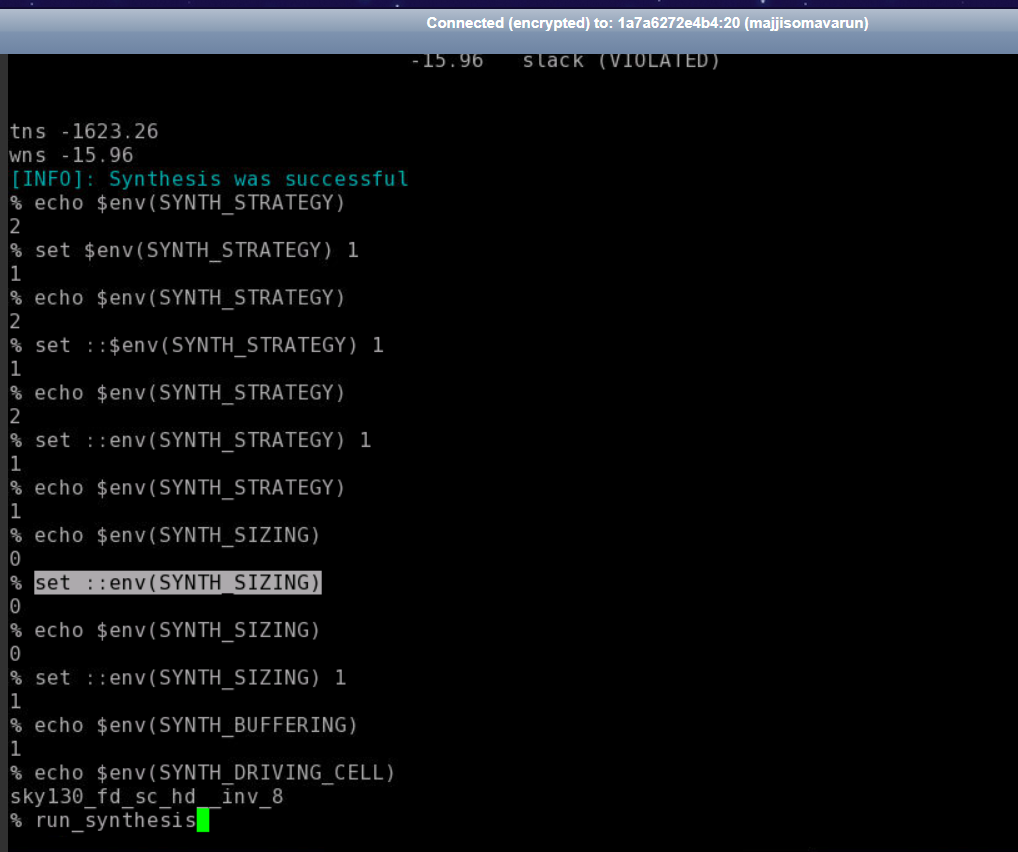 Connected (encrypted) to: 1a7a6272e4b4:20 (majjisomavarun)
-15.96 slack (VIOLATED)
tns -1623.26
wns -15.96
[INFO]: Synthesis was successful
% echo $env(SYNTH_STRATEGY)
2
% set $env(SYNTH_STRATEGY) 1
1
% echo $env(SYNTH_STRATEGY)
2
% set ::$env(SYNTH_STRATEGY) 1
1
% echo $env(SYNTH_STRATEGY)
2
% set ::env(SYNTH_STRATEGY) 1
1
% echo $env(SYNTH_STRATEGY)
1
% echo $env(SYNTH_SIZING)
0
% set ::env(SYNTH_SIZING)
0
% echo $env(SYNTH_SIZING)
0
% set ::env(SYNTH_SIZING) 1
1
% echo $env(SYNTH_BUFFERING)
1
% echo $env(SYNTH_DRIVING_CELL)
sky130_fd_sc_hd__inv_8
% run_synthesis